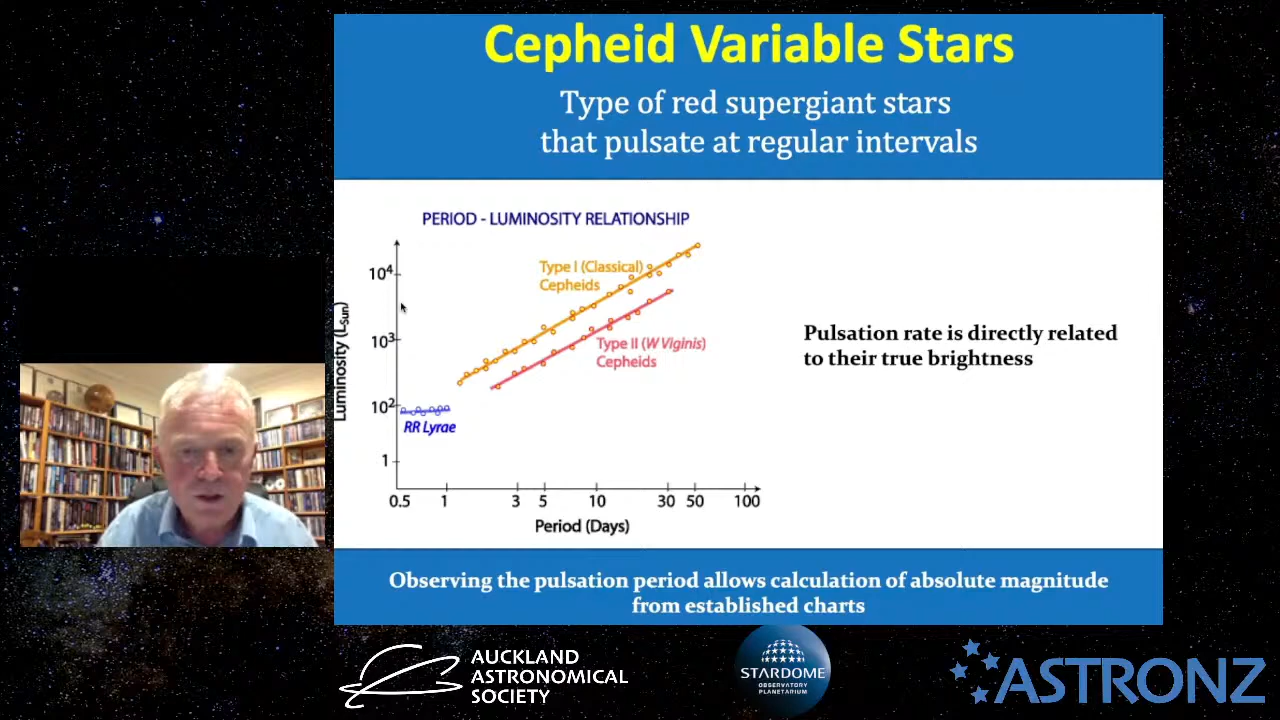 Cepheid Variable Stars
Type of red supergiant stars
that pulsate at regular intervals
PERIOD - LUMINOSITY RELATIONSHIP
Luminosity (LSun)
10⁴
10³
10²
1
Type I (Classical)
Cepheids
Type II (W Viginis)
Cepheids
RR Lyrae
0.5 1 3 5 10 30 50 100
Period (Days)
Pulsation rate is directly related
to their true brightness
Observing the pulsation period allows calculation of absolute magnitude
from established charts
AUCKLAND
ASTRONOMICAL
SOCIETY
STARDOME
OBSERVATORY
PLANETARIUM
ASTRONZ